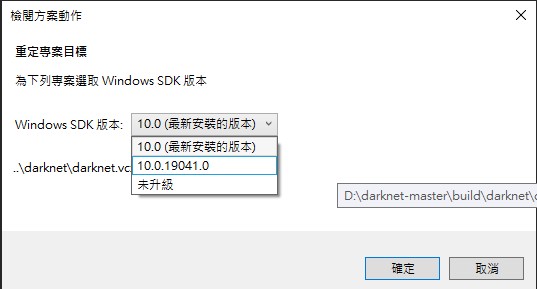 檢閱方案動作
重定專案目標
為下列專案選取 Windows SDK 版本
Windows SDK 版本: 10.0 (最新安裝的版本)
10.0 (最新安裝的版本)
10.0.19041.0
..\darknet\darknet.vc
未升級
D:\darknet-master\build\darknet\
確定
取消